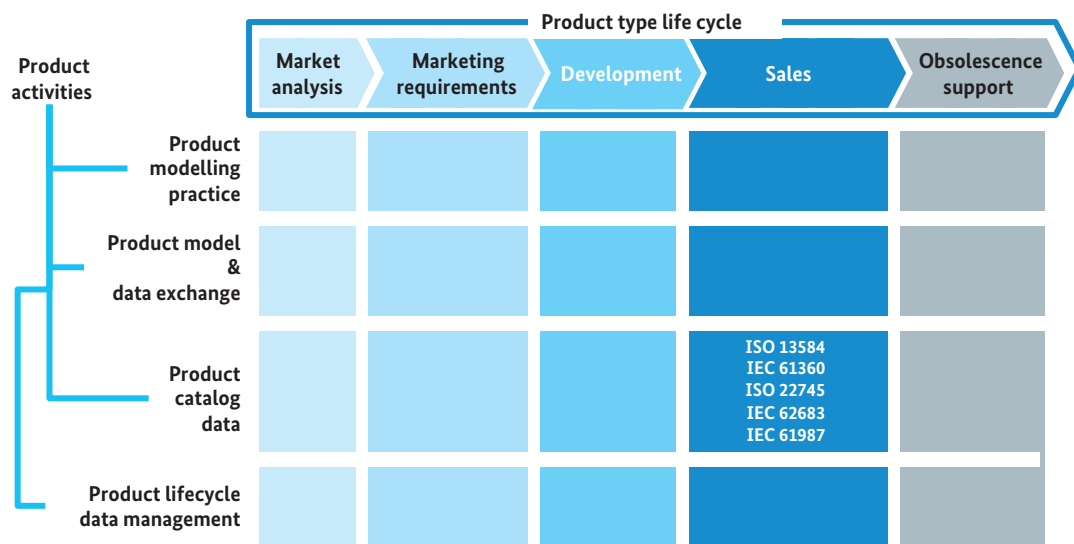 Product type life cycle
Product
activities
Market
analysis
Marketing
requirements
Development
Sales
Obsolescence
support
Product
modelling
practice
Product model
&
data exchange
Product
catalog
data
ISO 13584
IEC 61360
ISO 22745
IEC 62683
IEC 61987
Product lifecycle
data management